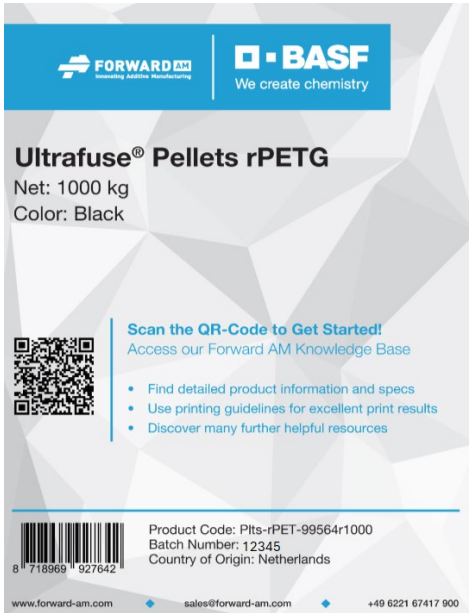 FORWARD AM
Innovating Additive Manufacturing
BASF
We create chemistry
Ultrafuse® Pellets rPETG
Net: 1000 kg
Color: Black
Scan the QR-Code to Get Started!
Access our Forward AM Knowledge Base
• Find detailed product information and specs
• Use printing guidelines for excellent print results
• Discover many further helpful resources
Product Code: Plts-rPET-99564r1000
Batch Number: 12345
Country of Origin: Netherlands
8 718969 927642
www.forward-am.com ◆ sales@forward-am.com ◆ +49 6221 67417 900